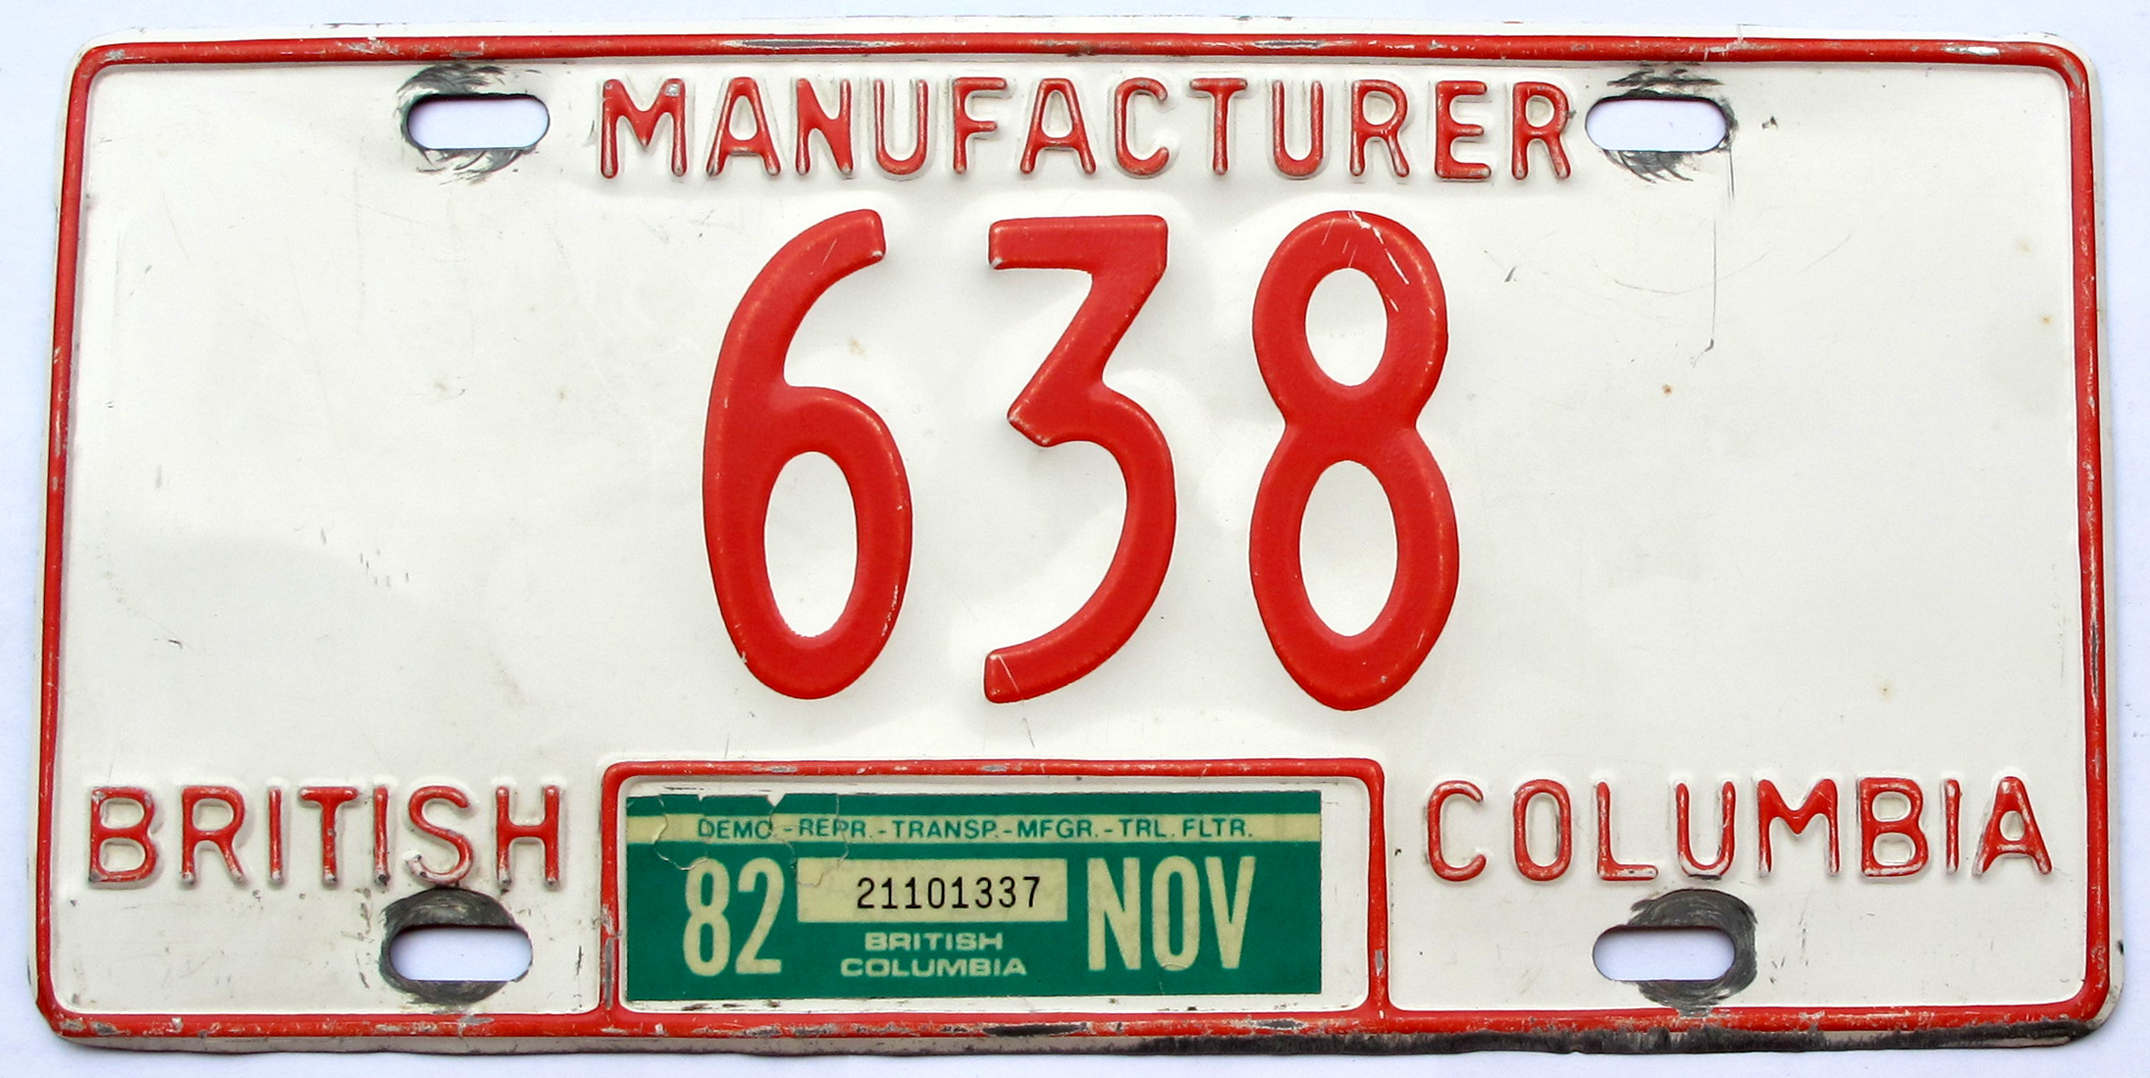 MANUFACTURER
638
BRITISH COLUMBIA
DEMO.-REPR.-TRANSP.-MFGR.-TRL. FLTR.
82 21101337 NOV
BRITISH
COLUMBIA